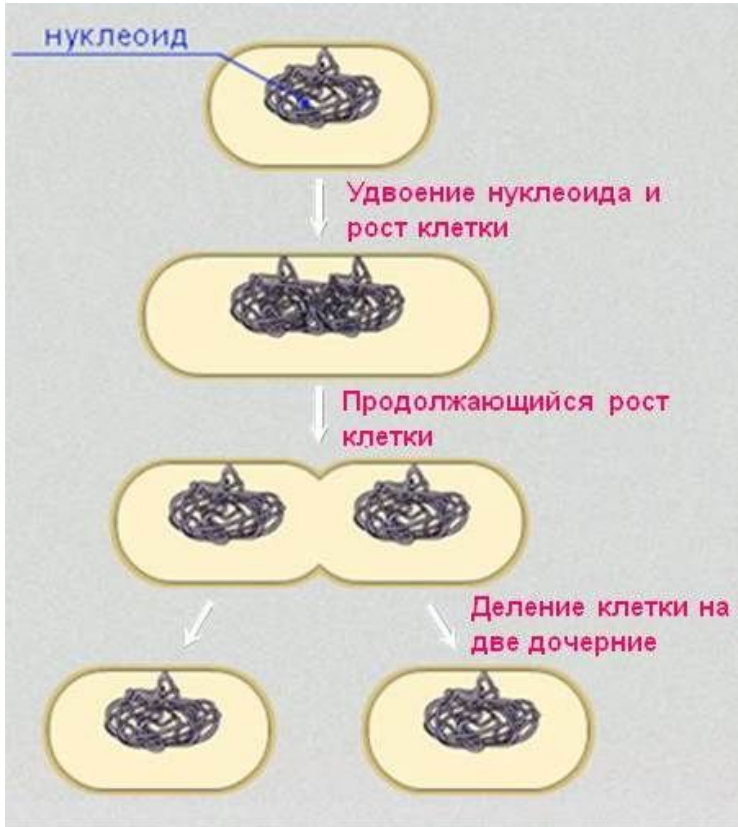 нуклеоид
Удвоение нуклеоида и
рост клетки
Продолжающийся рост
клетки
Деление клетки на
две дочерние